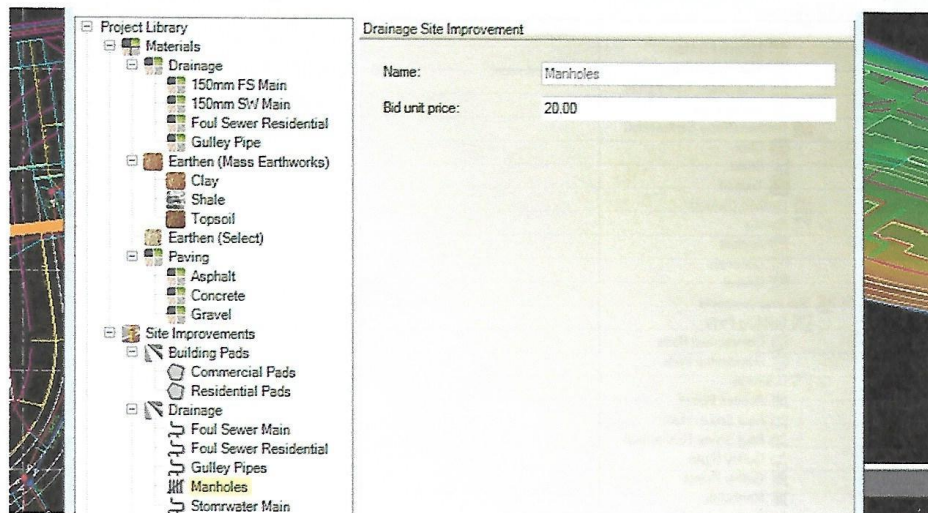 Project Library
Materials
Drainage
150mm FS Main
150mm SW Main
Foul Sewer Residential
Gulley Pipe
Earthen (Mass Earthworks)
Clay
Shale
Topsoil
Earthen (Select)
Paving
Asphalt
Concrete
Gravel
Site Improvements
Building Pads
Commercial Pads
Residential Pads
Drainage
Foul Sewer Main
Foul Sewer Residential
Gulley Pipes
Manholes
Stomrwater Main
Drainage Site Improvement
Name: Manholes
Bid unit price: 20.00